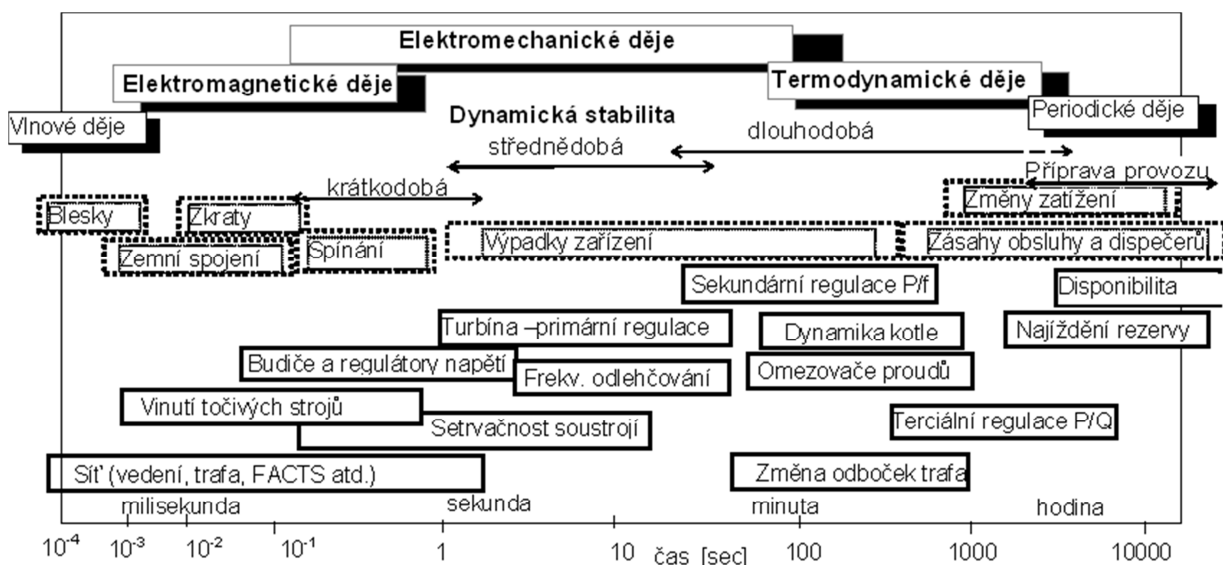 Elektromechanické děje
Elektromagnetické děje
Termodynamické děje
Vlnové děje
Periodické děje
Dynamická stabilita
střednědobá
dlouhodobá
krátkodobá
Příprava provozu
Blesky
Zkraty
Změny zatížení
Zemní spojení
Spínání
Výpadky zařízení
Zásahy obsluhy a dispečerů
Sekundární regulace P/f
Disponibilita
Turbína –primární regulace
Dynamika kotle
Najíždění rezervy
Budiče a regulátory napětí
Frekv. odlehčování
Omezovače proudů
Vinutí točivých strojů
Setrvačnost soustrojí
Terciální regulace P/Q
Síť (vedení, trafa, FACTS atd.)
Změna odboček trafa
milisekunda
sekunda
minuta
hodina
10⁻⁴ 10⁻³ 10⁻² 10⁻¹ 1 10 čas [sec] 100 1000 10000